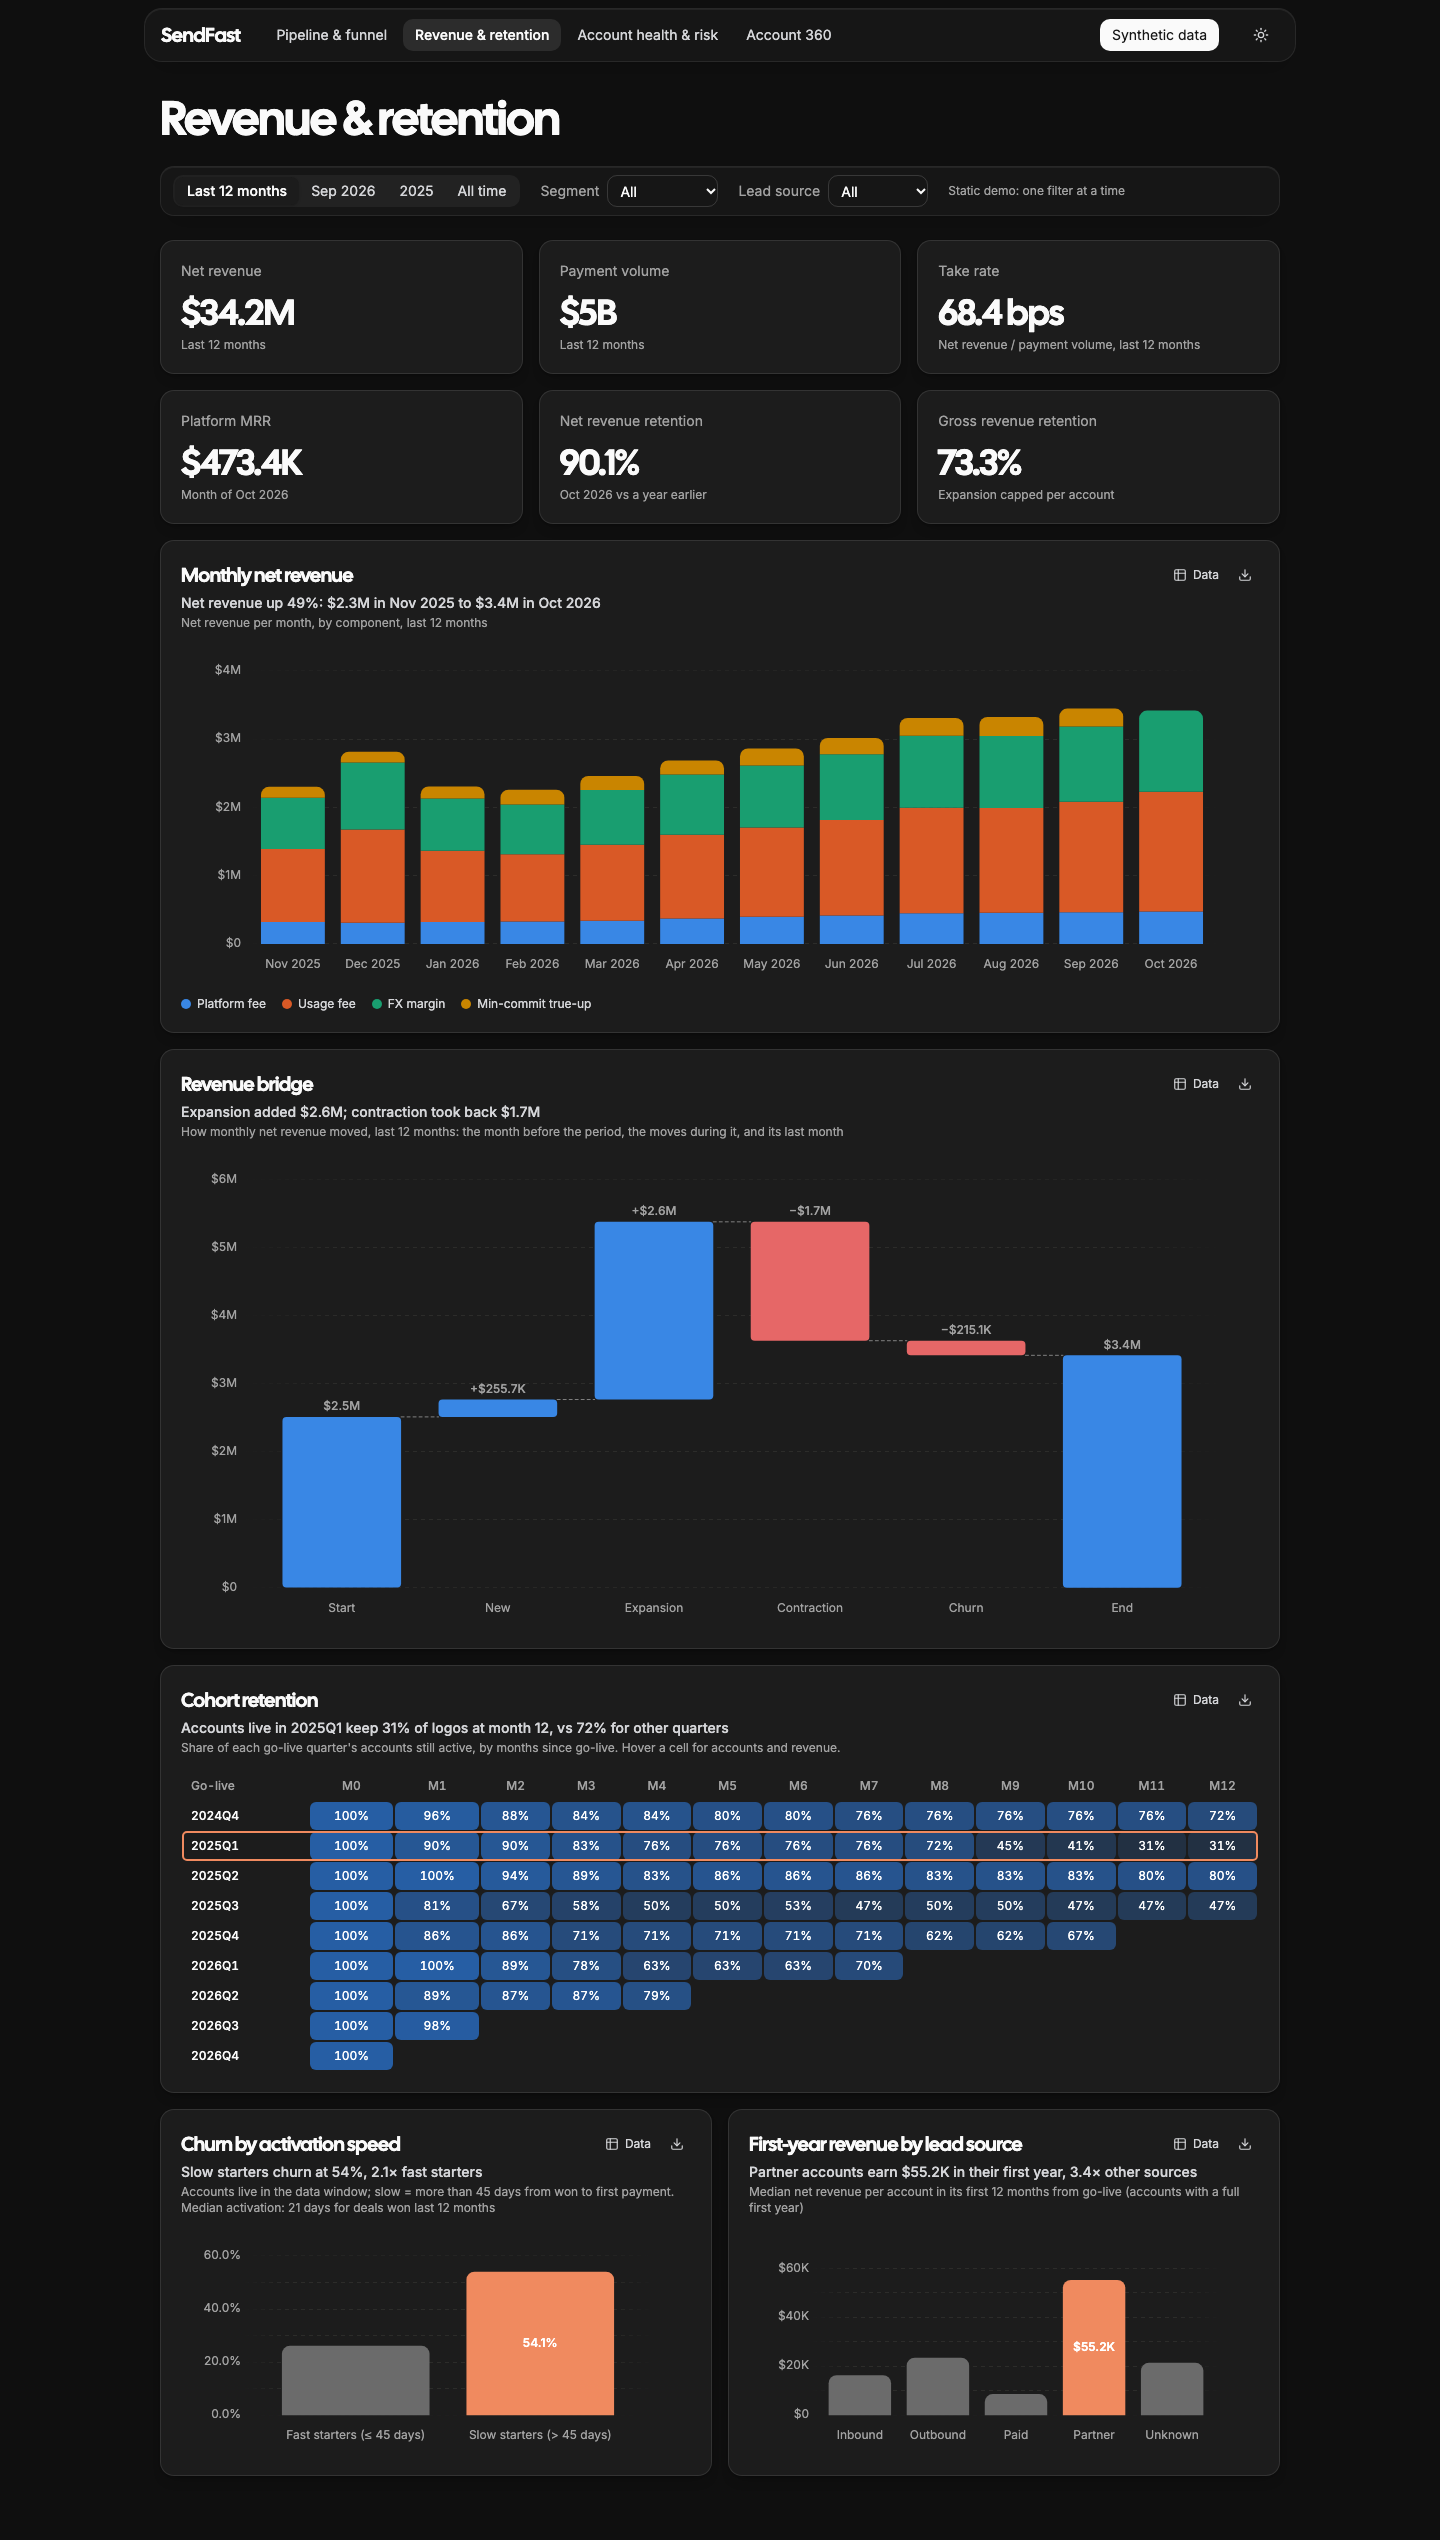 SendFast Pipeline & funnel Revenue & retention Account health & risk Account 360 Synthetic data
Revenue & retention
Last 12 months Sep 2026 2025 All time Segment All Lead source All Static demo: one filter at a time
Net revenue
$34.2M
Last 12 months
Payment volume
$5B
Last 12 months
Take rate
68.4 bps
Net revenue / payment volume, last 12 months
Platform MRR
$473.4K
Month of Oct 2026
Net revenue retention
90.1%
Oct 2026 vs a year earlier
Gross revenue retention
73.3%
Expansion capped per account
Monthly net revenue Data
Net revenue up 49%: $2.3M in Nov 2025 to $3.4M in Oct 2026
Net revenue per month, by component, last 12 months
$4M
$3M
$2M
$1M
$0
Nov 2025 Dec 2025 Jan 2026 Feb 2026 Mar 2026 Apr 2026 May 2026 Jun 2026 Jul 2026 Aug 2026 Sep 2026 Oct 2026
Platform fee Usage fee FX margin Min-commit true-up
Revenue bridge Data
Expansion added $2.6M; contraction took back $1.7M
How monthly net revenue moved, last 12 months: the month before the period, the moves during it, and its last month
$6M
+$2.6M −$1.7M
$5M
$4M
−$215.1K
$3.4M
$3M
+$255.7K
$2.5M
$2M
$1M
$0
Start New Expansion Contraction Churn End
Cohort retention Data
Accounts live in 2025Q1 keep 31% of logos at month 12, vs 72% for other quarters
Share of each go-live quarter's accounts still active, by months since go-live. Hover a cell for accounts and revenue.
Go-live M0 M1 M2 M3 M4 M5 M6 M7 M8 M9 M10 M11 M12
2024Q4 100% 96% 88% 84% 84% 80% 80% 76% 76% 76% 76% 76% 72%
2025Q1 100% 90% 90% 83% 76% 76% 76% 76% 72% 45% 41% 31% 31%
2025Q2 100% 100% 94% 89% 83% 86% 86% 86% 83% 83% 83% 80% 80%
2025Q3 100% 81% 67% 58% 50% 50% 53% 47% 50% 50% 47% 47% 47%
2025Q4 100% 86% 86% 71% 71% 71% 71% 71% 62% 62% 67%
2026Q1 100% 100% 89% 78% 63% 63% 63% 70%
2026Q2 100% 89% 87% 87% 79%
2026Q3 100% 98%
2026Q4 100%
Churn by activation speed Data
Slow starters churn at 54%, 2.1× fast starters
Accounts live in the data window; slow = more than 45 days from won to first payment.
Median activation: 21 days for deals won last 12 months
60.0%
40.0%
54.1%
20.0%
0.0%
Fast starters (≤ 45 days) Slow starters (> 45 days)
First-year revenue by lead source Data
Partner accounts earn $55.2K in their first year, 3.4× other sources
Median net revenue per account in its first 12 months from go-live (accounts with a full
first year)
$60K
$40K
$55.2K
$20K
$0
Inbound Outbound Paid Partner Unknown